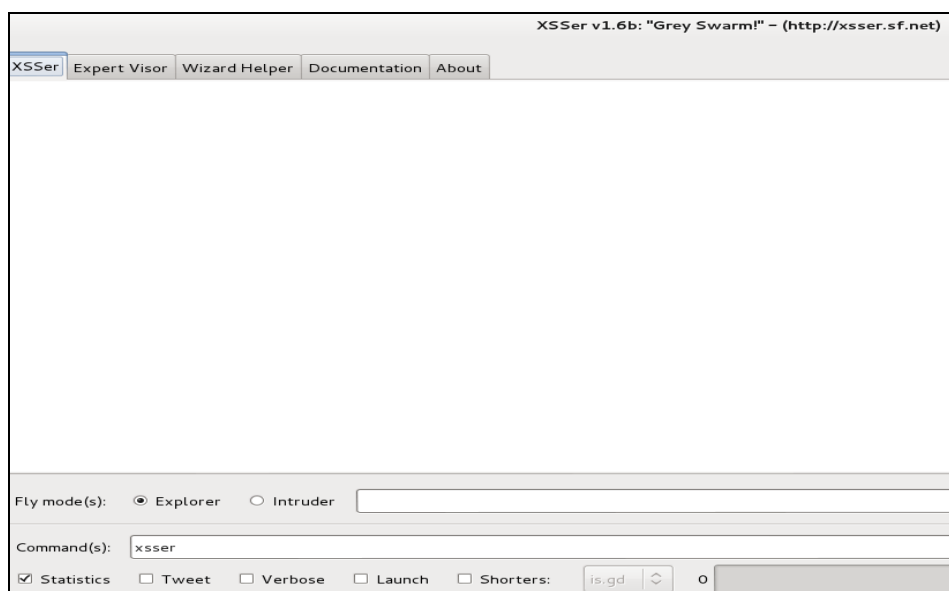 XSSer v1.6b: "Grey Swarm!" – (http://xsser.sf.net)
XSSer Expert Visor Wizard Helper Documentation About
Fly mode(s): Explorer Intruder
Command(s): xsser
Statistics Tweet Verbose Launch Shorters: is.gd 0